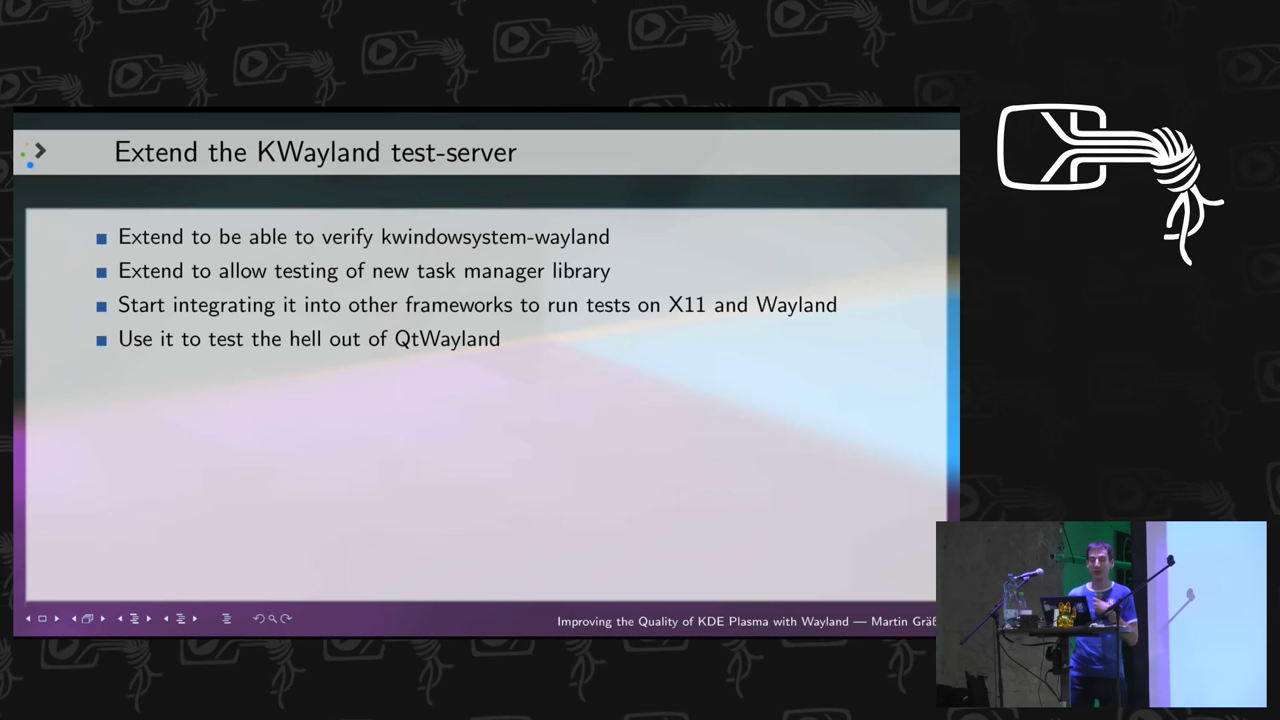 Extend the KWayland test-server
Extend to be able to verify kwindowsystem-wayland
Extend to allow testing of new task manager library
Start integrating it into other frameworks to run tests on X11 and Wayland
Use it to test the hell out of QtWayland
Improving the Quality of KDE Plasma with Wayland — Martin Gräß